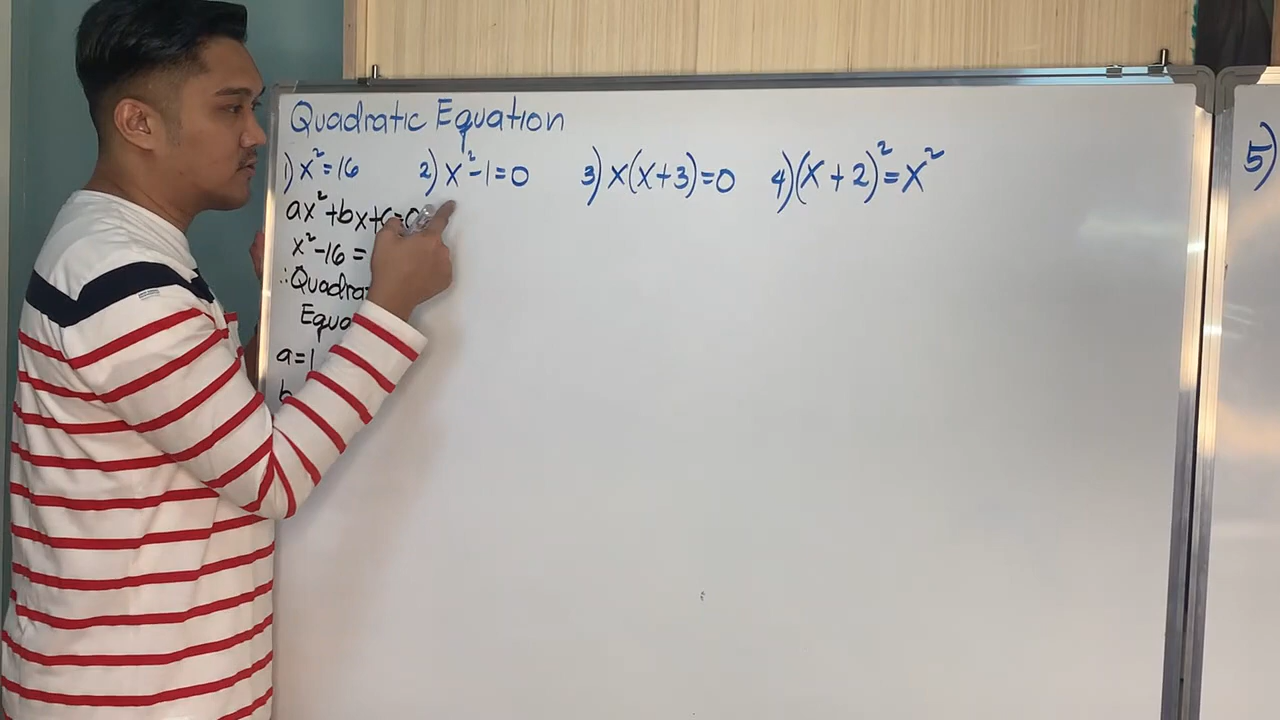 Quadratic Equation
1) x²=16 2) x²-1=0 3) x(x+3)=0 4) (x+2)²=x² 5)
ax²+bx+c=0
x²-16=
∴Quadra
Equa
a=1
b